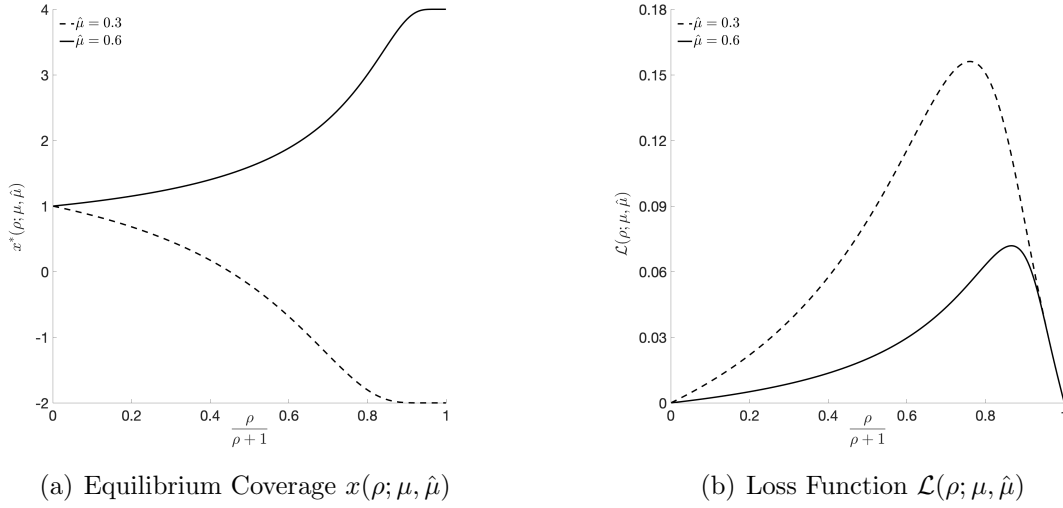 4
3
2
1
0
-1
-2
0
0.2
0.4
0.6
0.8
1
μ̂ = 0.3
μ̂ = 0.6
x*(ρ; μ, μ̂)
ρ
ρ + 1
0.18
0.15
0.12
0.09
0.06
0.03
0
0
0.2
0.4
0.6
0.8
1
μ̂ = 0.3
μ̂ = 0.6
ℒ(ρ; μ, μ̂)
ρ
ρ + 1
(a) Equilibrium Coverage x(ρ; μ, μ̂)
(b) Loss Function ℒ(ρ; μ, μ̂)